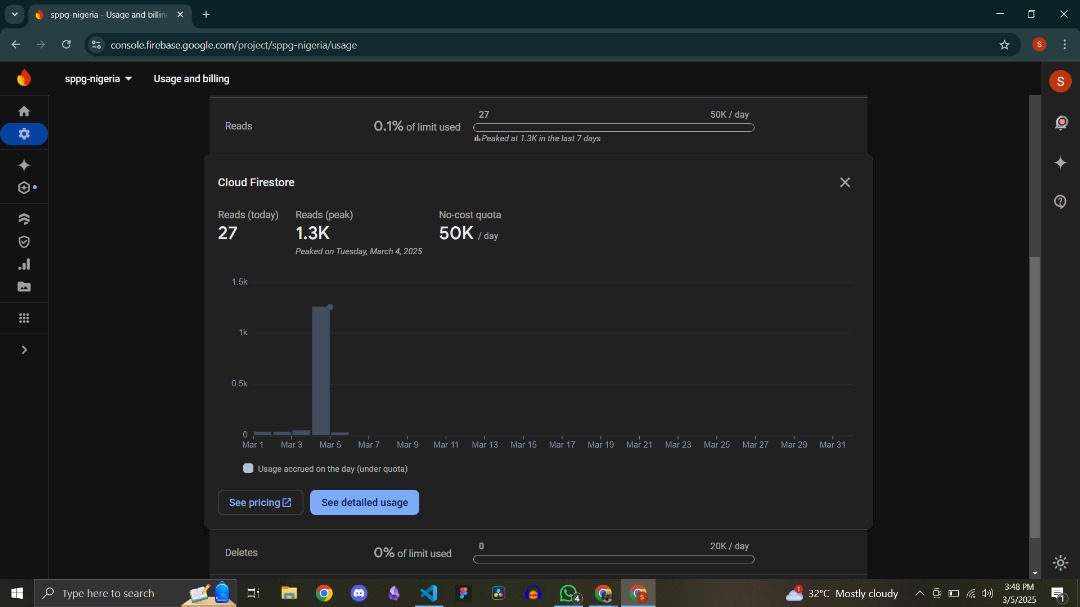 sppg-nigeria - Usage and billin
console.firebase.google.com/project/sppg-nigeria/usage
S
sppg-nigeria
Usage and billing
S
Reads
0.1% of limit used
27
50K / day
Peaked at 1.3K in the last 7 days
Cloud Firestore
Reads (today)
27
Reads (peak)
1.3K
Peaked on Tuesday, March 4, 2025
No-cost quota
50K / day
1.5k
1k
0.5k
0
Mar 1 Mar 3 Mar 5 Mar 7 Mar 9 Mar 11 Mar 13 Mar 15 Mar 17 Mar 19 Mar 21 Mar 23 Mar 25 Mar 27 Mar 29 Mar 31
Usage accrued on the day (under quota)
See pricing
See detailed usage
Deletes
0% of limit used
0
20K / day
Type here to search
4
S
32°C Mostly cloudy
3:48 PM
3/5/2025
1